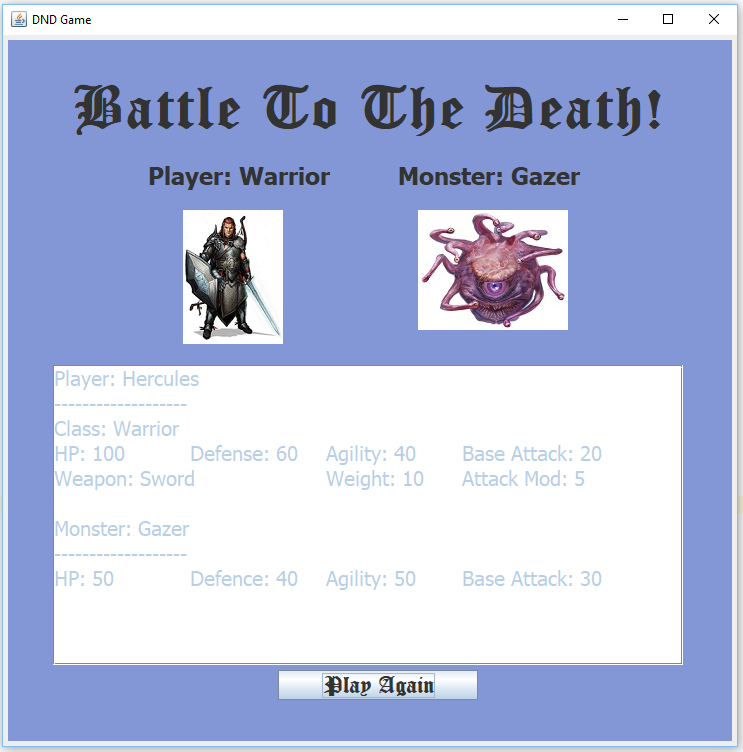 DND Game
Battle To The Death!
Player: Warrior Monster: Gazer
Player: Hercules
-------------------
Class: Warrior
HP: 100 Defense: 60 Agility: 40 Base Attack: 20
Weapon: Sword Weight: 10 Attack Mod: 5
Monster: Gazer
-------------------
HP: 50 Defence: 40 Agility: 50 Base Attack: 30
Play Again